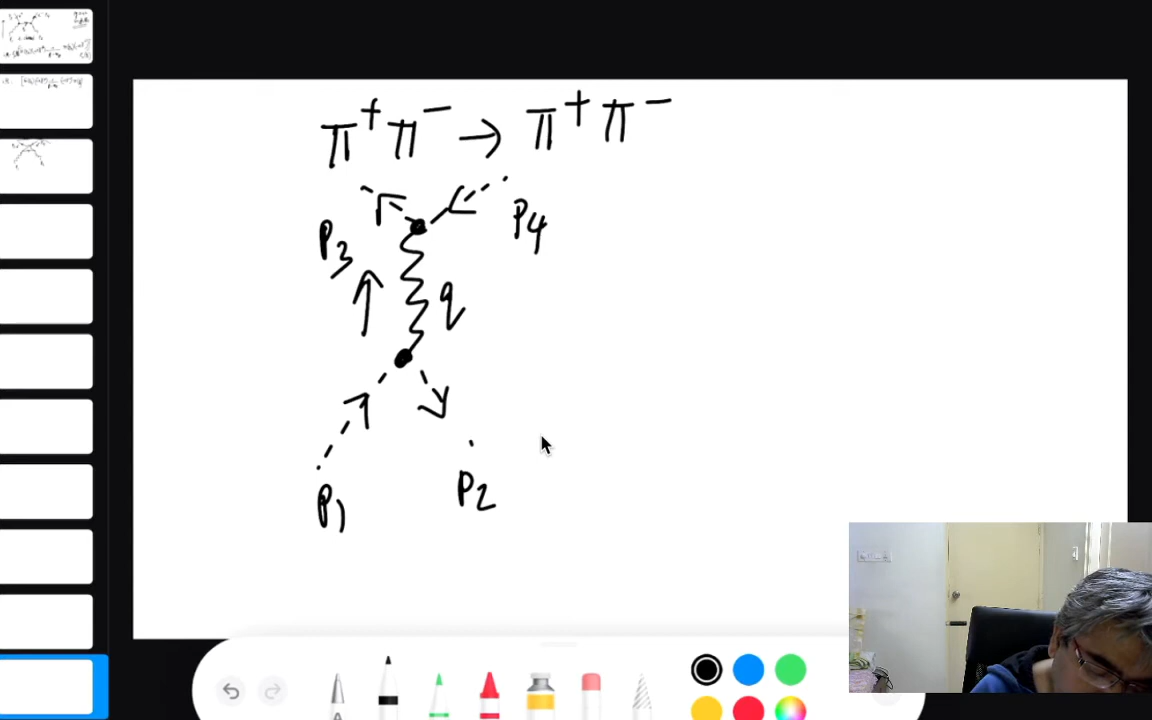 π⁺π⁻ → π⁺π⁻
p₃
p₄
q
p₁
p₂